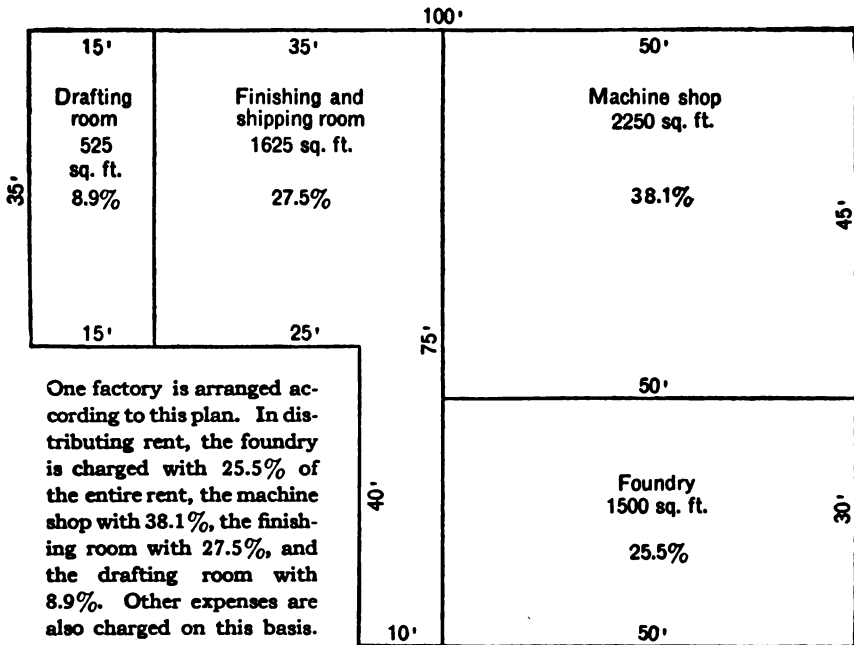 100'
15'
35'
50'
Drafting
room
525
sq. ft.
8.9%
Finishing and
shipping room
1625 sq. ft.
27.5%
Machine shop
2250 sq. ft.
38.1%
35'
45'
15'
25'
75'
50'
One factory is arranged ac-
cording to this plan. In dis-
tributing rent, the foundry
is charged with 25.5% of
the entire rent, the machine
shop with 38.1%, the finish-
ing room with 27.5%, and
the drafting room with
8.9%. Other expenses are
also charged on this basis.
40'
Foundry
1500 sq. ft.
25.5%
30'
10'
50'